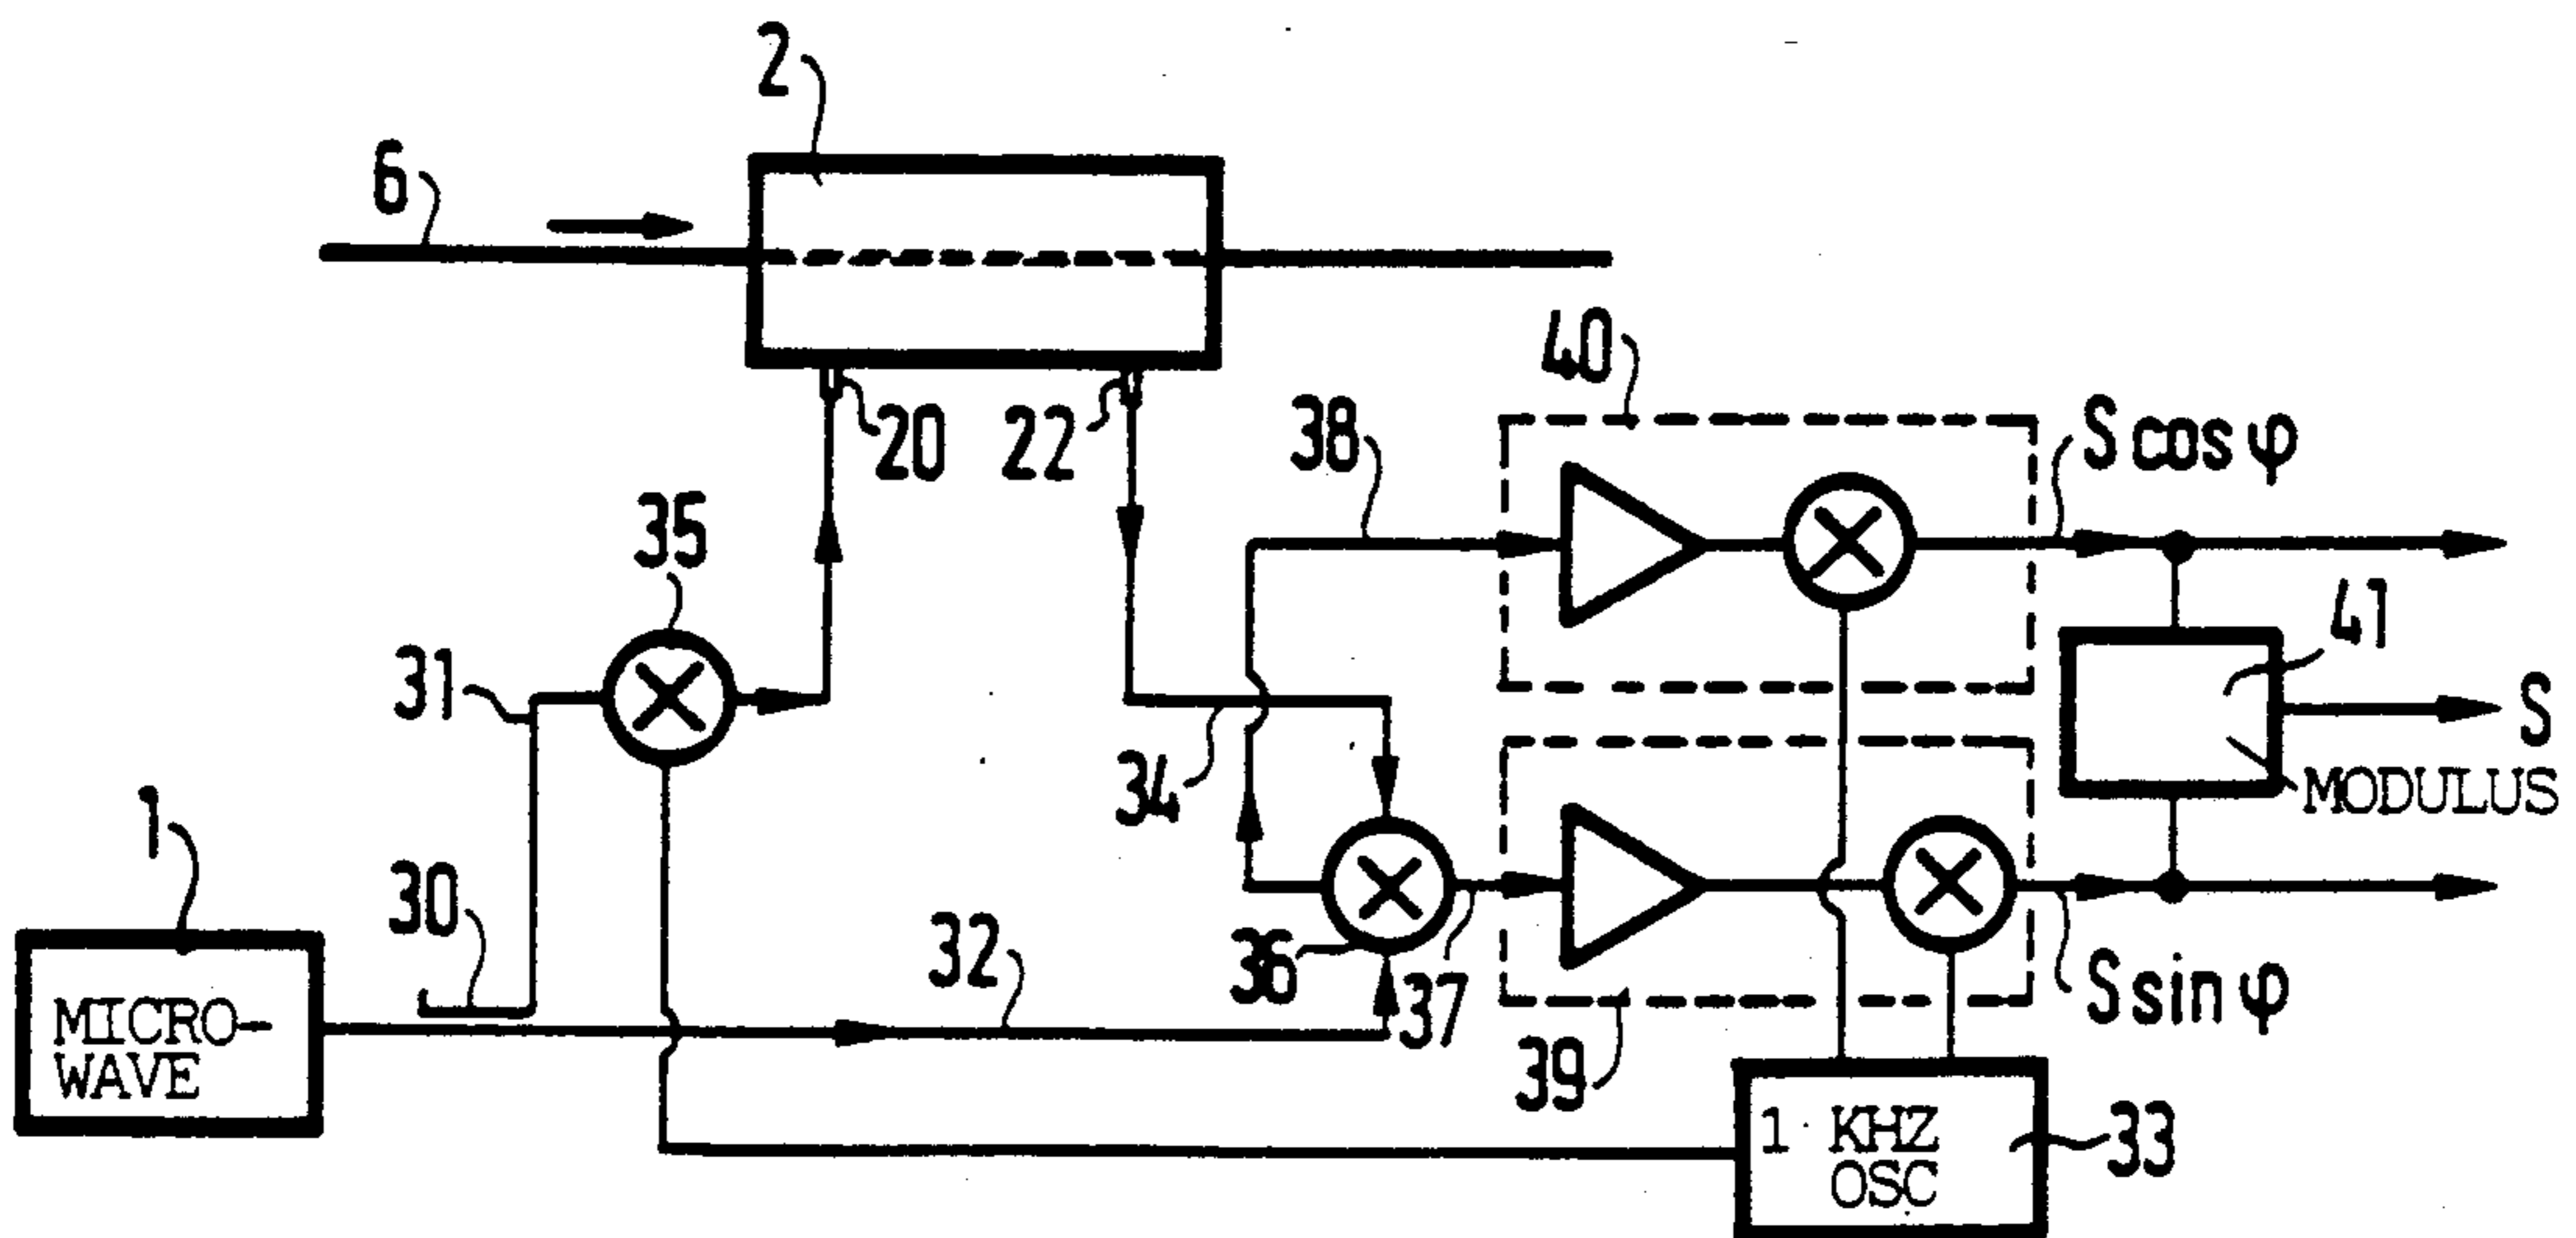 2
6
40
20
22
38
S cos φ
35
41
31
S
34
MODULUS
1
30
32
36
37
S sin φ
MICRO-
WAVE
39
1 KHZ
OSC
33